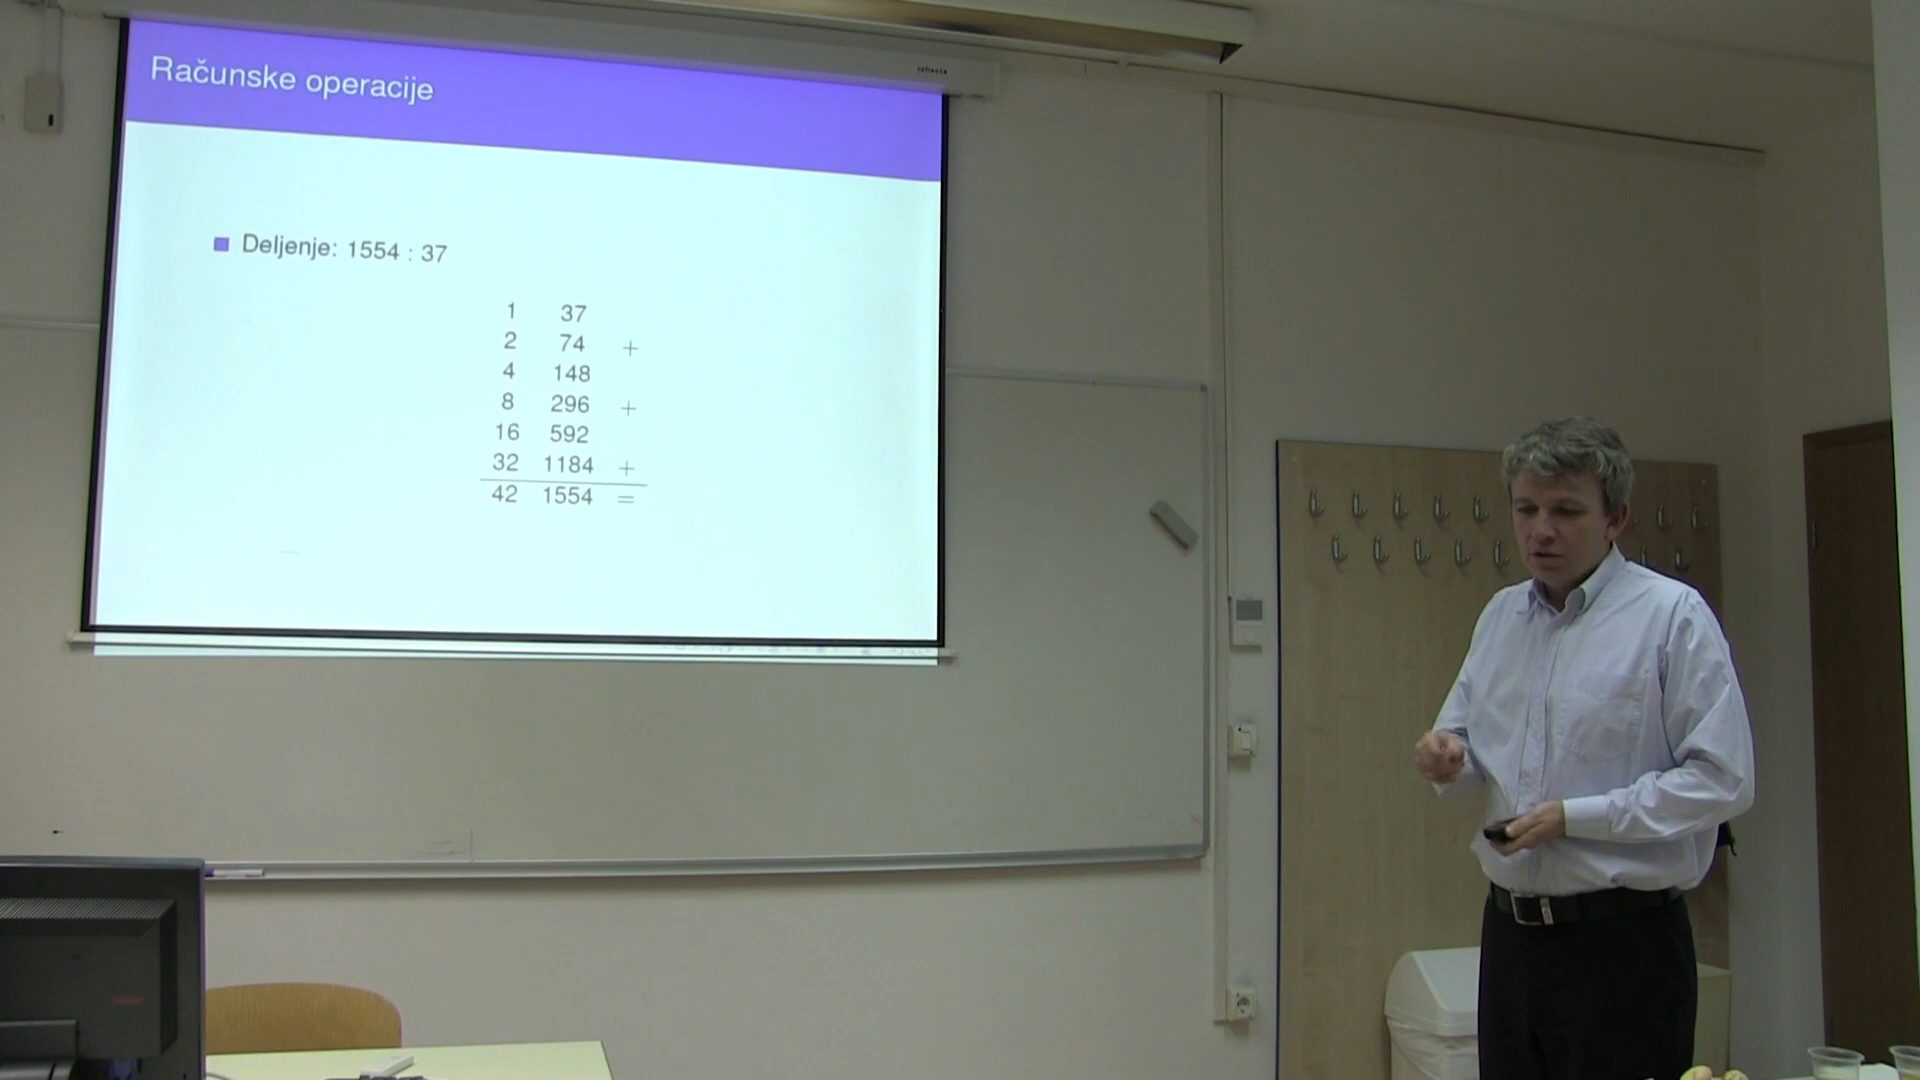 reflecta
Računske operacije
Deljenje: 1554 : 37
1 37
2 74 +
4 148
8 296 +
16 592
32 1184 +
42 1554 =